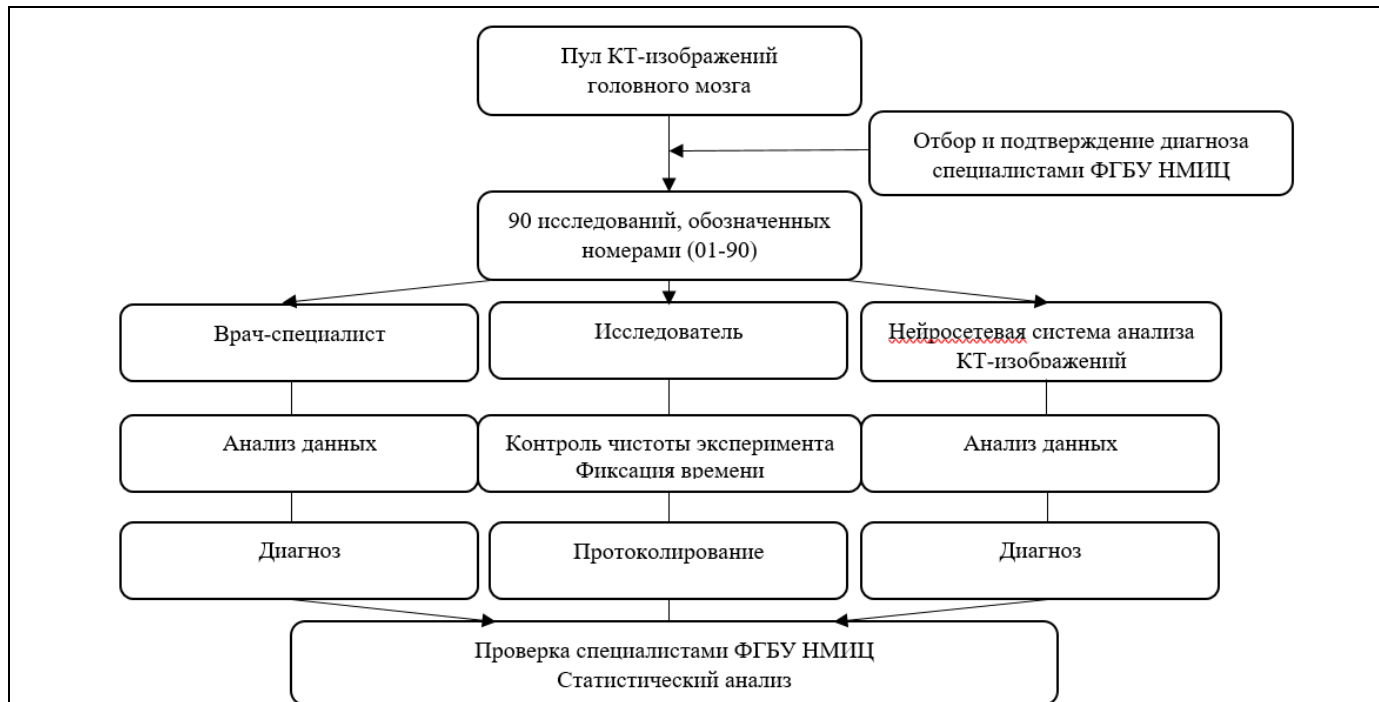 Пул КТ-изображений
головного мозга
Отбор и подтверждение диагноза
специалистами ФГБУ НМИЦ
90 исследований, обозначенных
номерами (01-90)
Врач-специалист
Исследователь
Нейросетевая система анализа
КТ-изображений
Анализ данных
Контроль чистоты эксперимента
Фиксация времени
Анализ данных
Диагноз
Протоколирование
Диагноз
Проверка специалистами ФГБУ НМИЦ
Статистический анализ